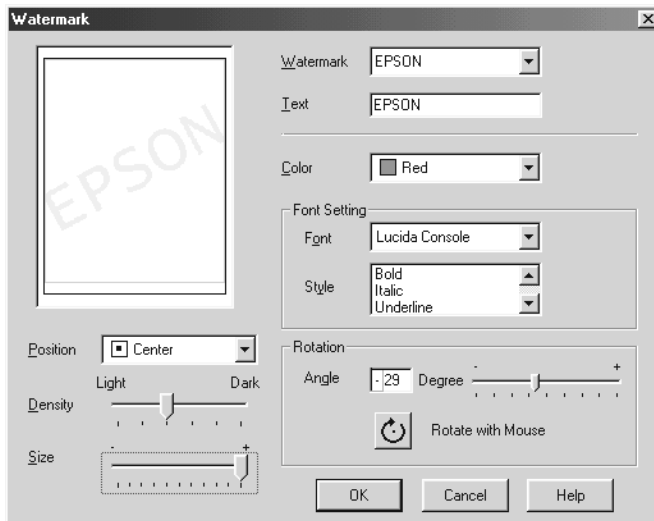 Watermark
EPSON
Watermark EPSON
Text EPSON
Color Red
Font Setting
Font Lucida Console
Style Bold
Italic
Underline
Position Center
Light Dark
Density
Size - +
Rotation
Angle -29 Degree - +
Rotate with Mouse
OK Cancel Help